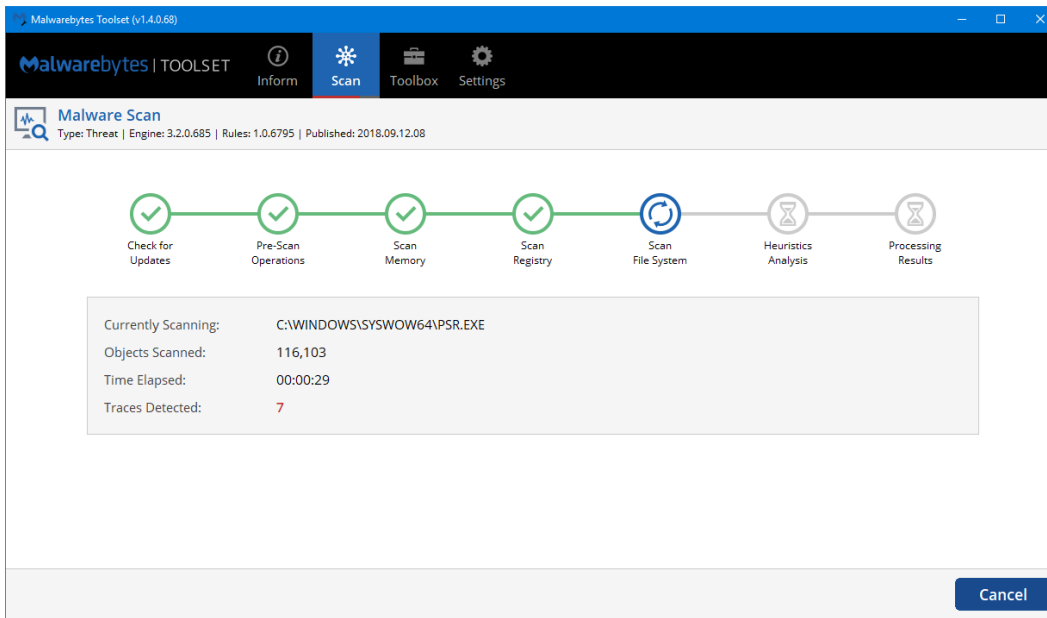 Malwarebytes Toolset (v1.4.0.68)
Malwarebytes | TOOLSET
Inform
Scan
Toolbox
Settings
Malware Scan
Type: Threat | Engine: 3.2.0.685 | Rules: 1.0.6795 | Published: 2018.09.12.08
Check for
Updates
Pre-Scan
Operations
Scan
Memory
Scan
Registry
Scan
File System
Heuristics
Analysis
Processing
Results
Currently Scanning: C:\WINDOWS\SYSWOW64\PSR.EXE
Objects Scanned: 116,103
Time Elapsed: 00:00:29
Traces Detected: 7
Cancel